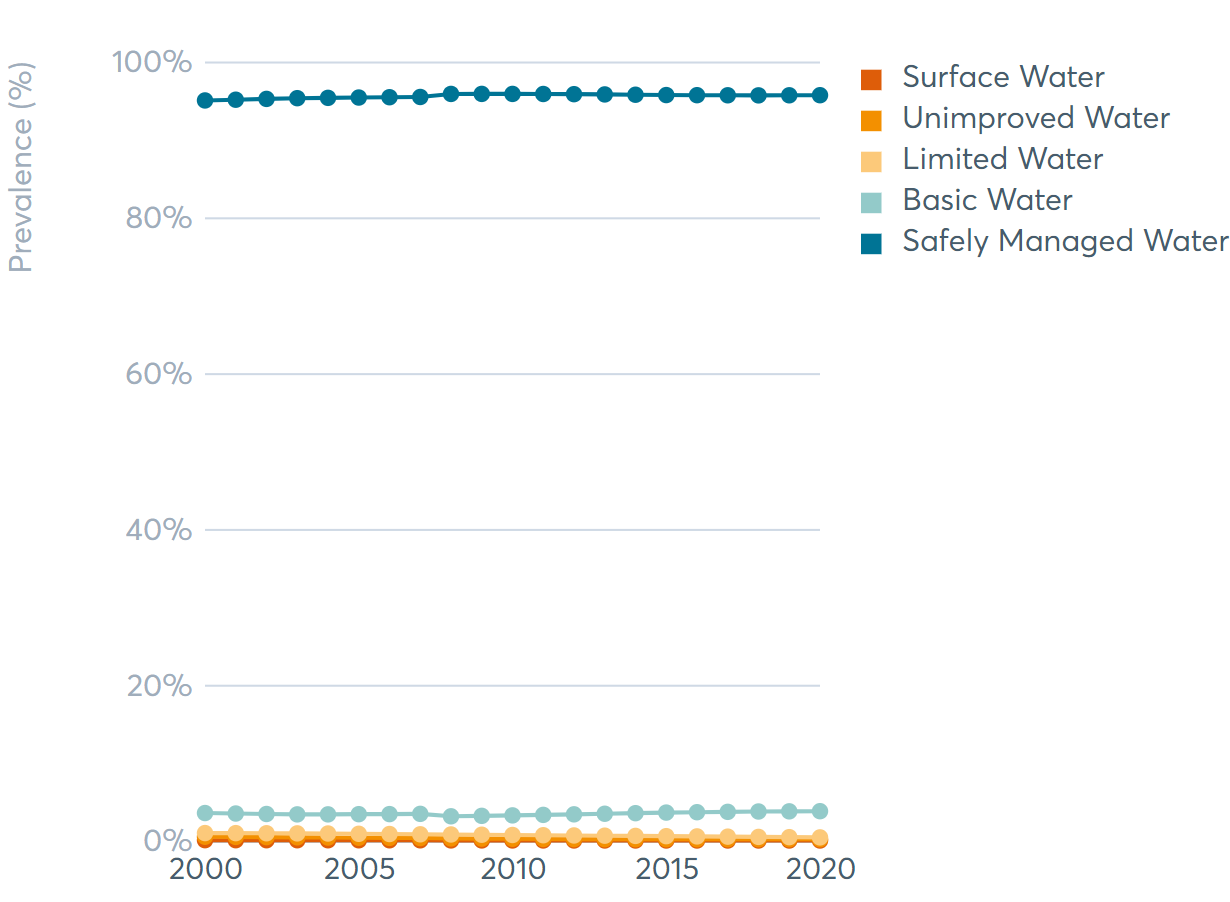 Prevalence (%)
100%
80%
60%
40%
20%
0%
2000 2005 2010 2015 2020
Surface Water
Unimproved Water
Limited Water
Basic Water
Safely Managed Water